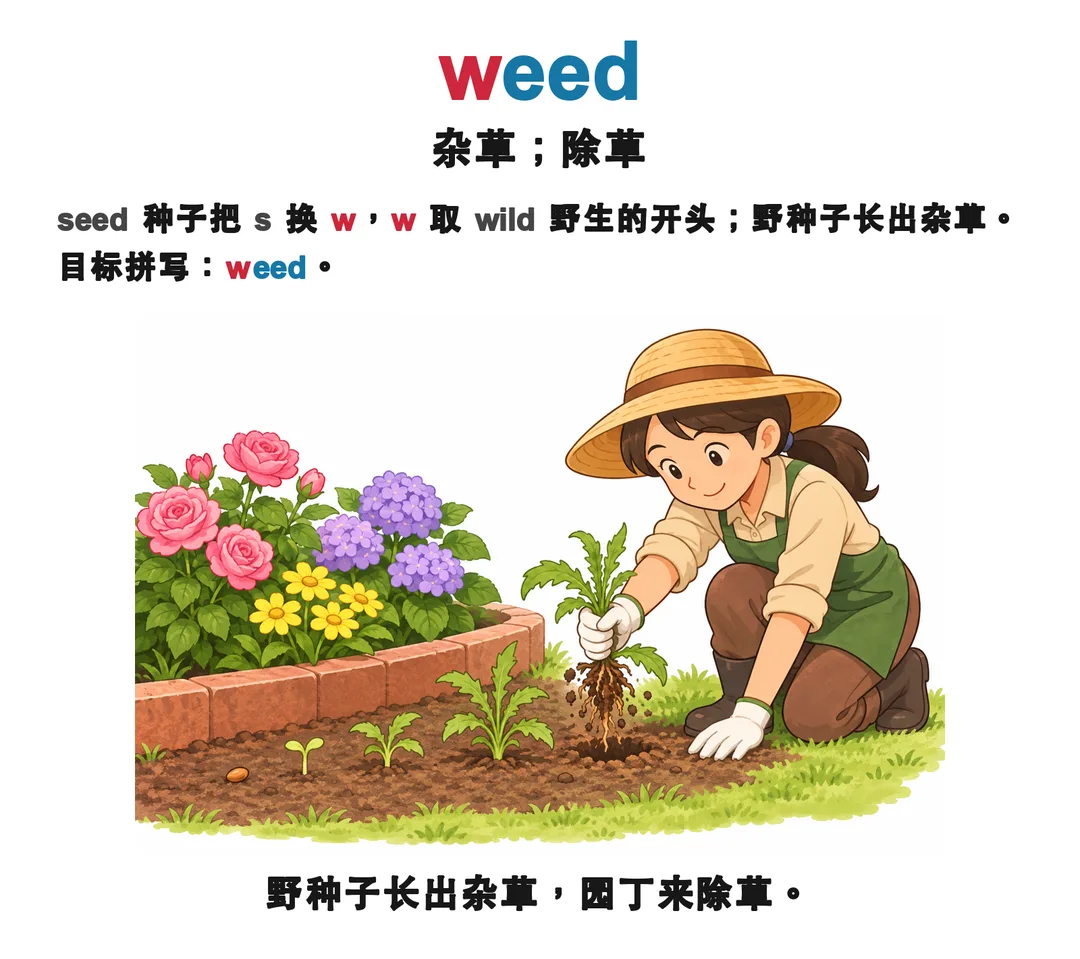 weed
杂草；除草
seed 种子把 s 换 w，w 取 wild 野生的开头；野种子长出杂草。
目标拼写：weed。
野种子长出杂草，园丁来除草。